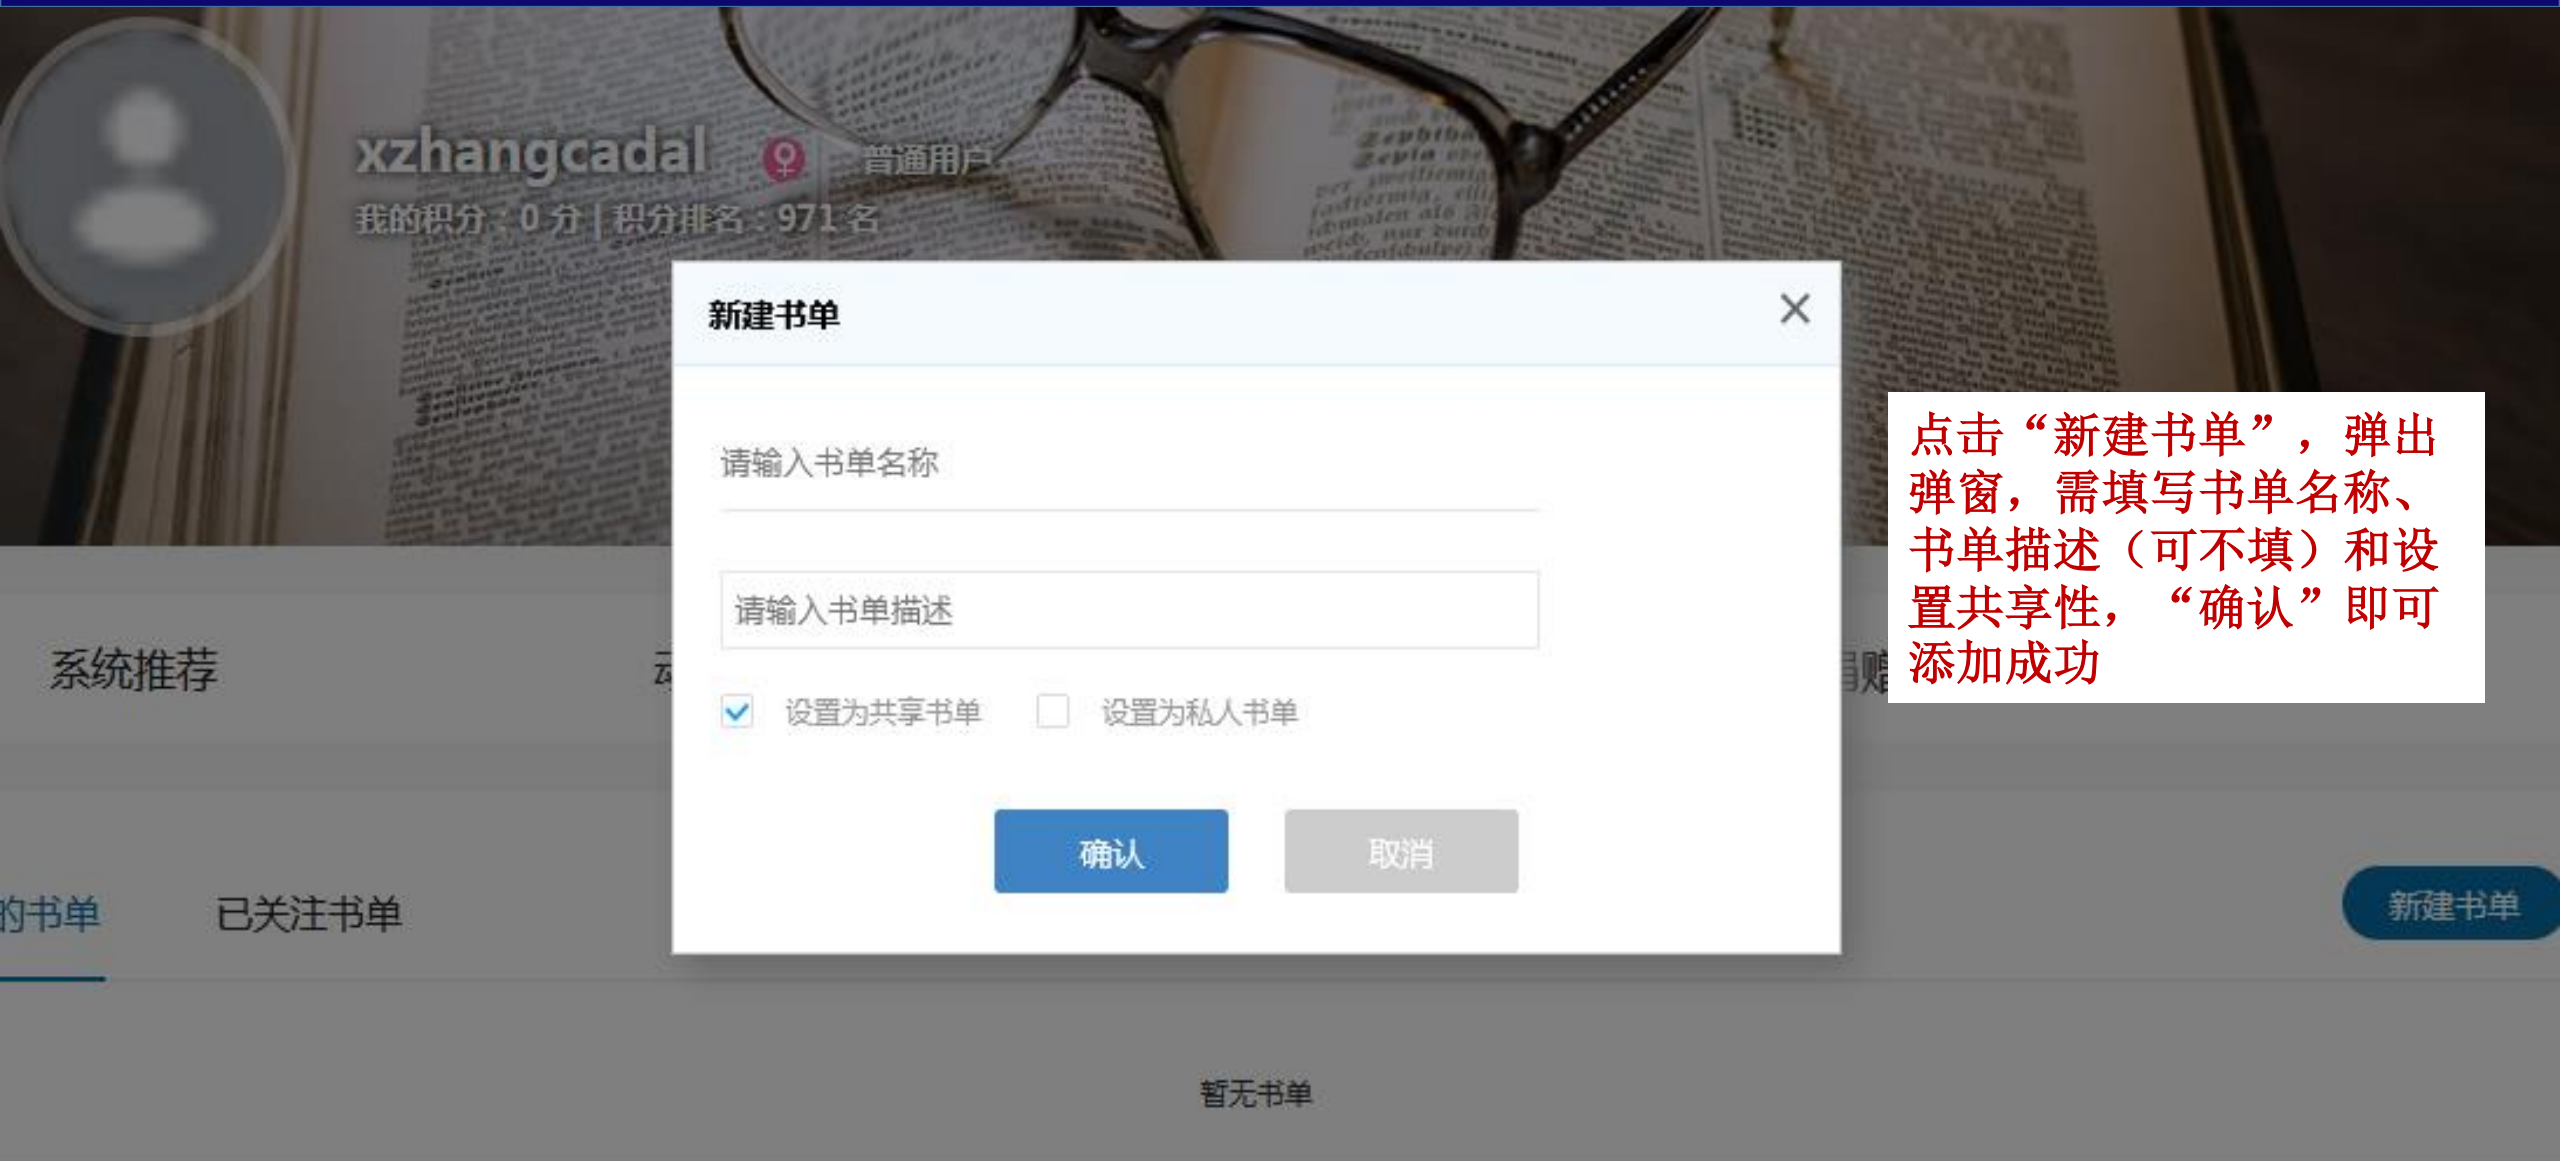 xzhangcadal 普通用户
我的积分：0 分 | 积分排名：971 名
新建书单
请输入书单名称
请输入书单描述
设置为共享书单 设置为私人书单
确认 取消
点击“新建书单”，弹出
弹窗，需填写书单名称、
书单描述（可不填）和设
置共享性，“确认”即可
添加成功
系统推荐
的书单 已关注书单 新建书单
暂无书单